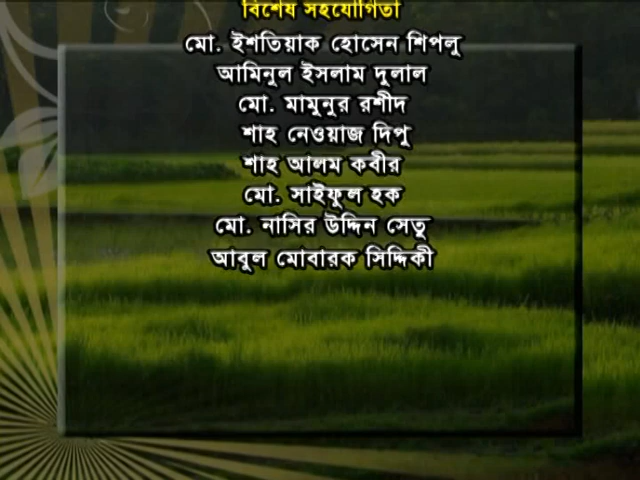 বিশেষ সহযোগিতা
মো. ইশতিয়াক হোসেন শিপলু
আমিনুল ইসলাম দুলাল
মো. মামুনুর রশীদ
শাহ নেওয়াজ দিপু
শাহ আলম কবীর
মো. সাইফুল হক
মো. নাসির উদ্দিন সেতু
আবুল মোবারক সিদ্দিকী